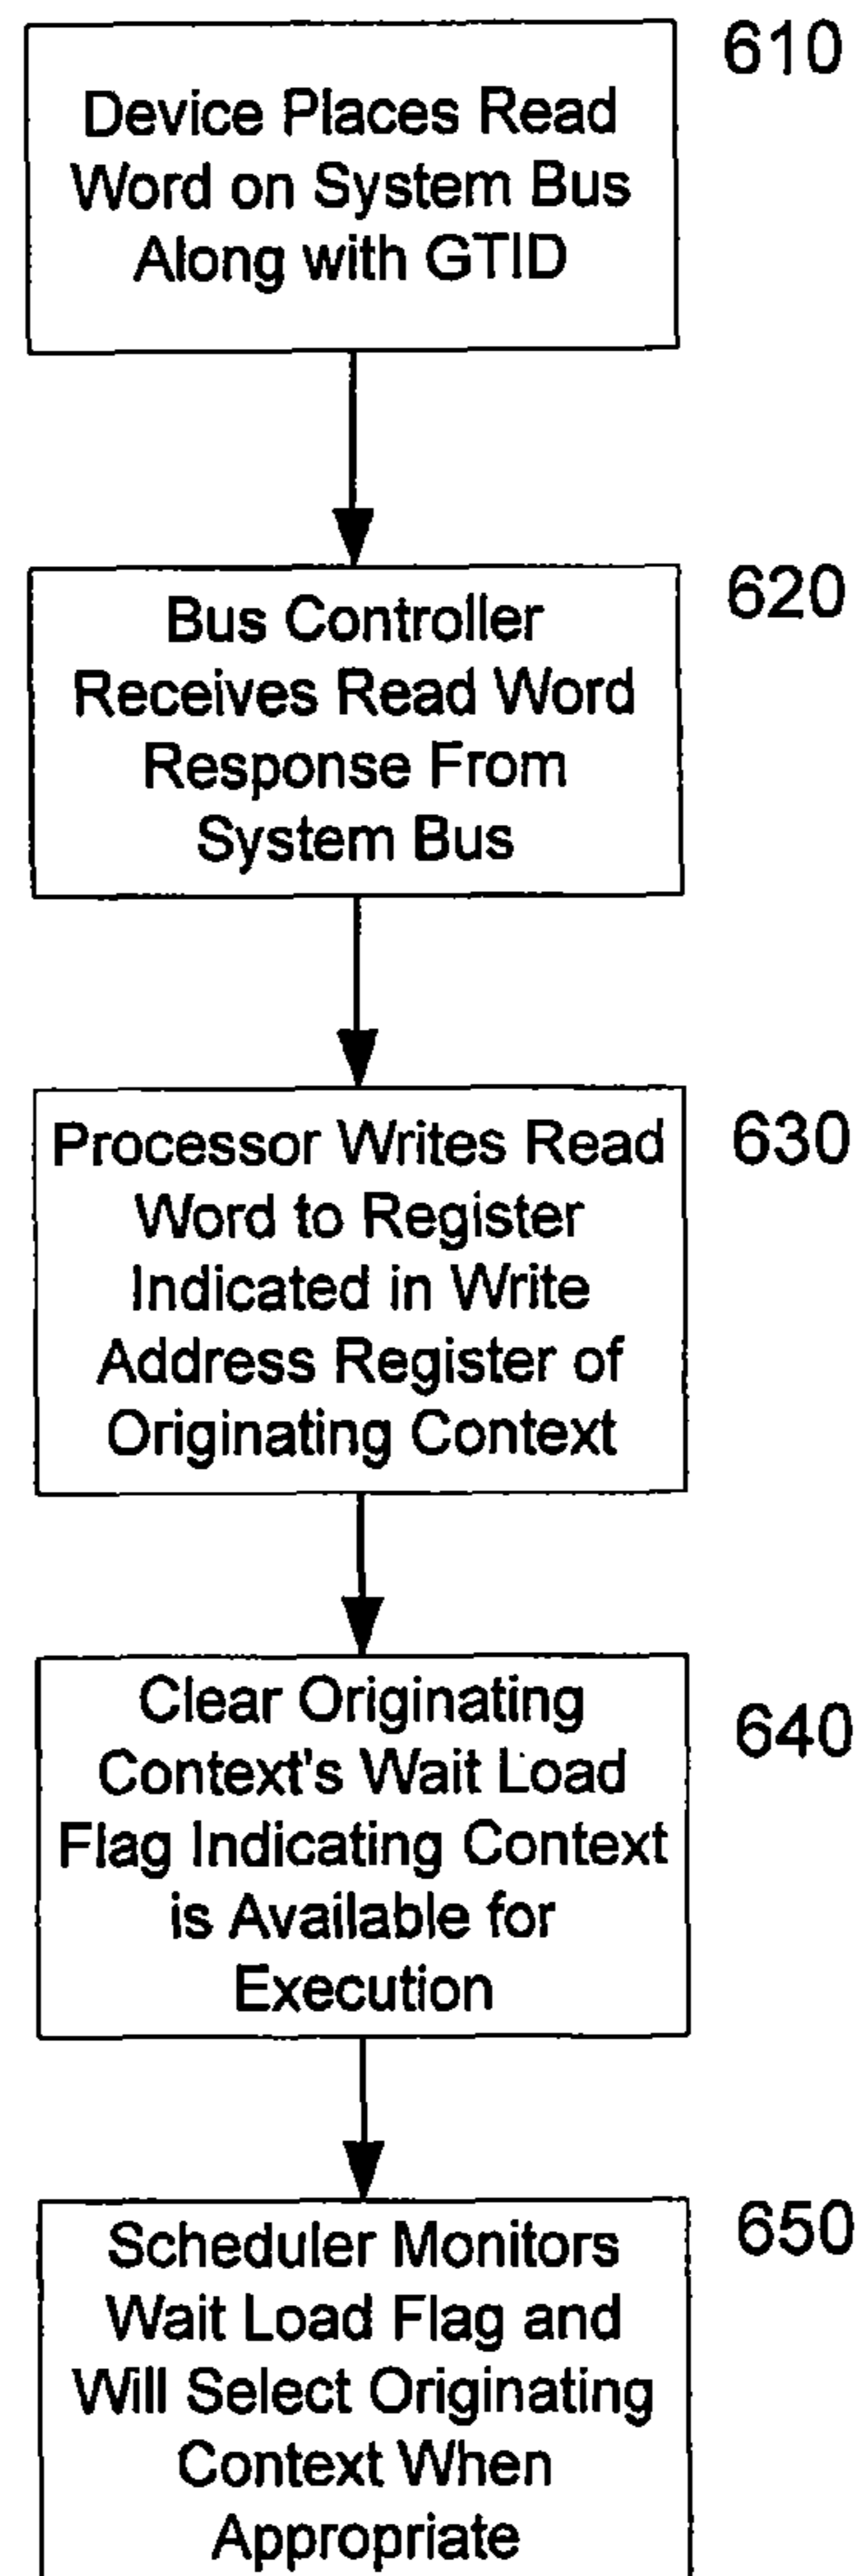 610
Device Places Read
Word on System Bus
Along with GTID
620
Bus Controller
Receives Read Word
Response From
System Bus
630
Processor Writes Read
Word to Register
Indicated in Write
Address Register of
Originating Context
640
Clear Originating
Context's Wait Load
Flag Indicating Context
is Available for
Execution
650
Scheduler Monitors
Wait Load Flag and
Will Select Originating
Context When
Appropriate